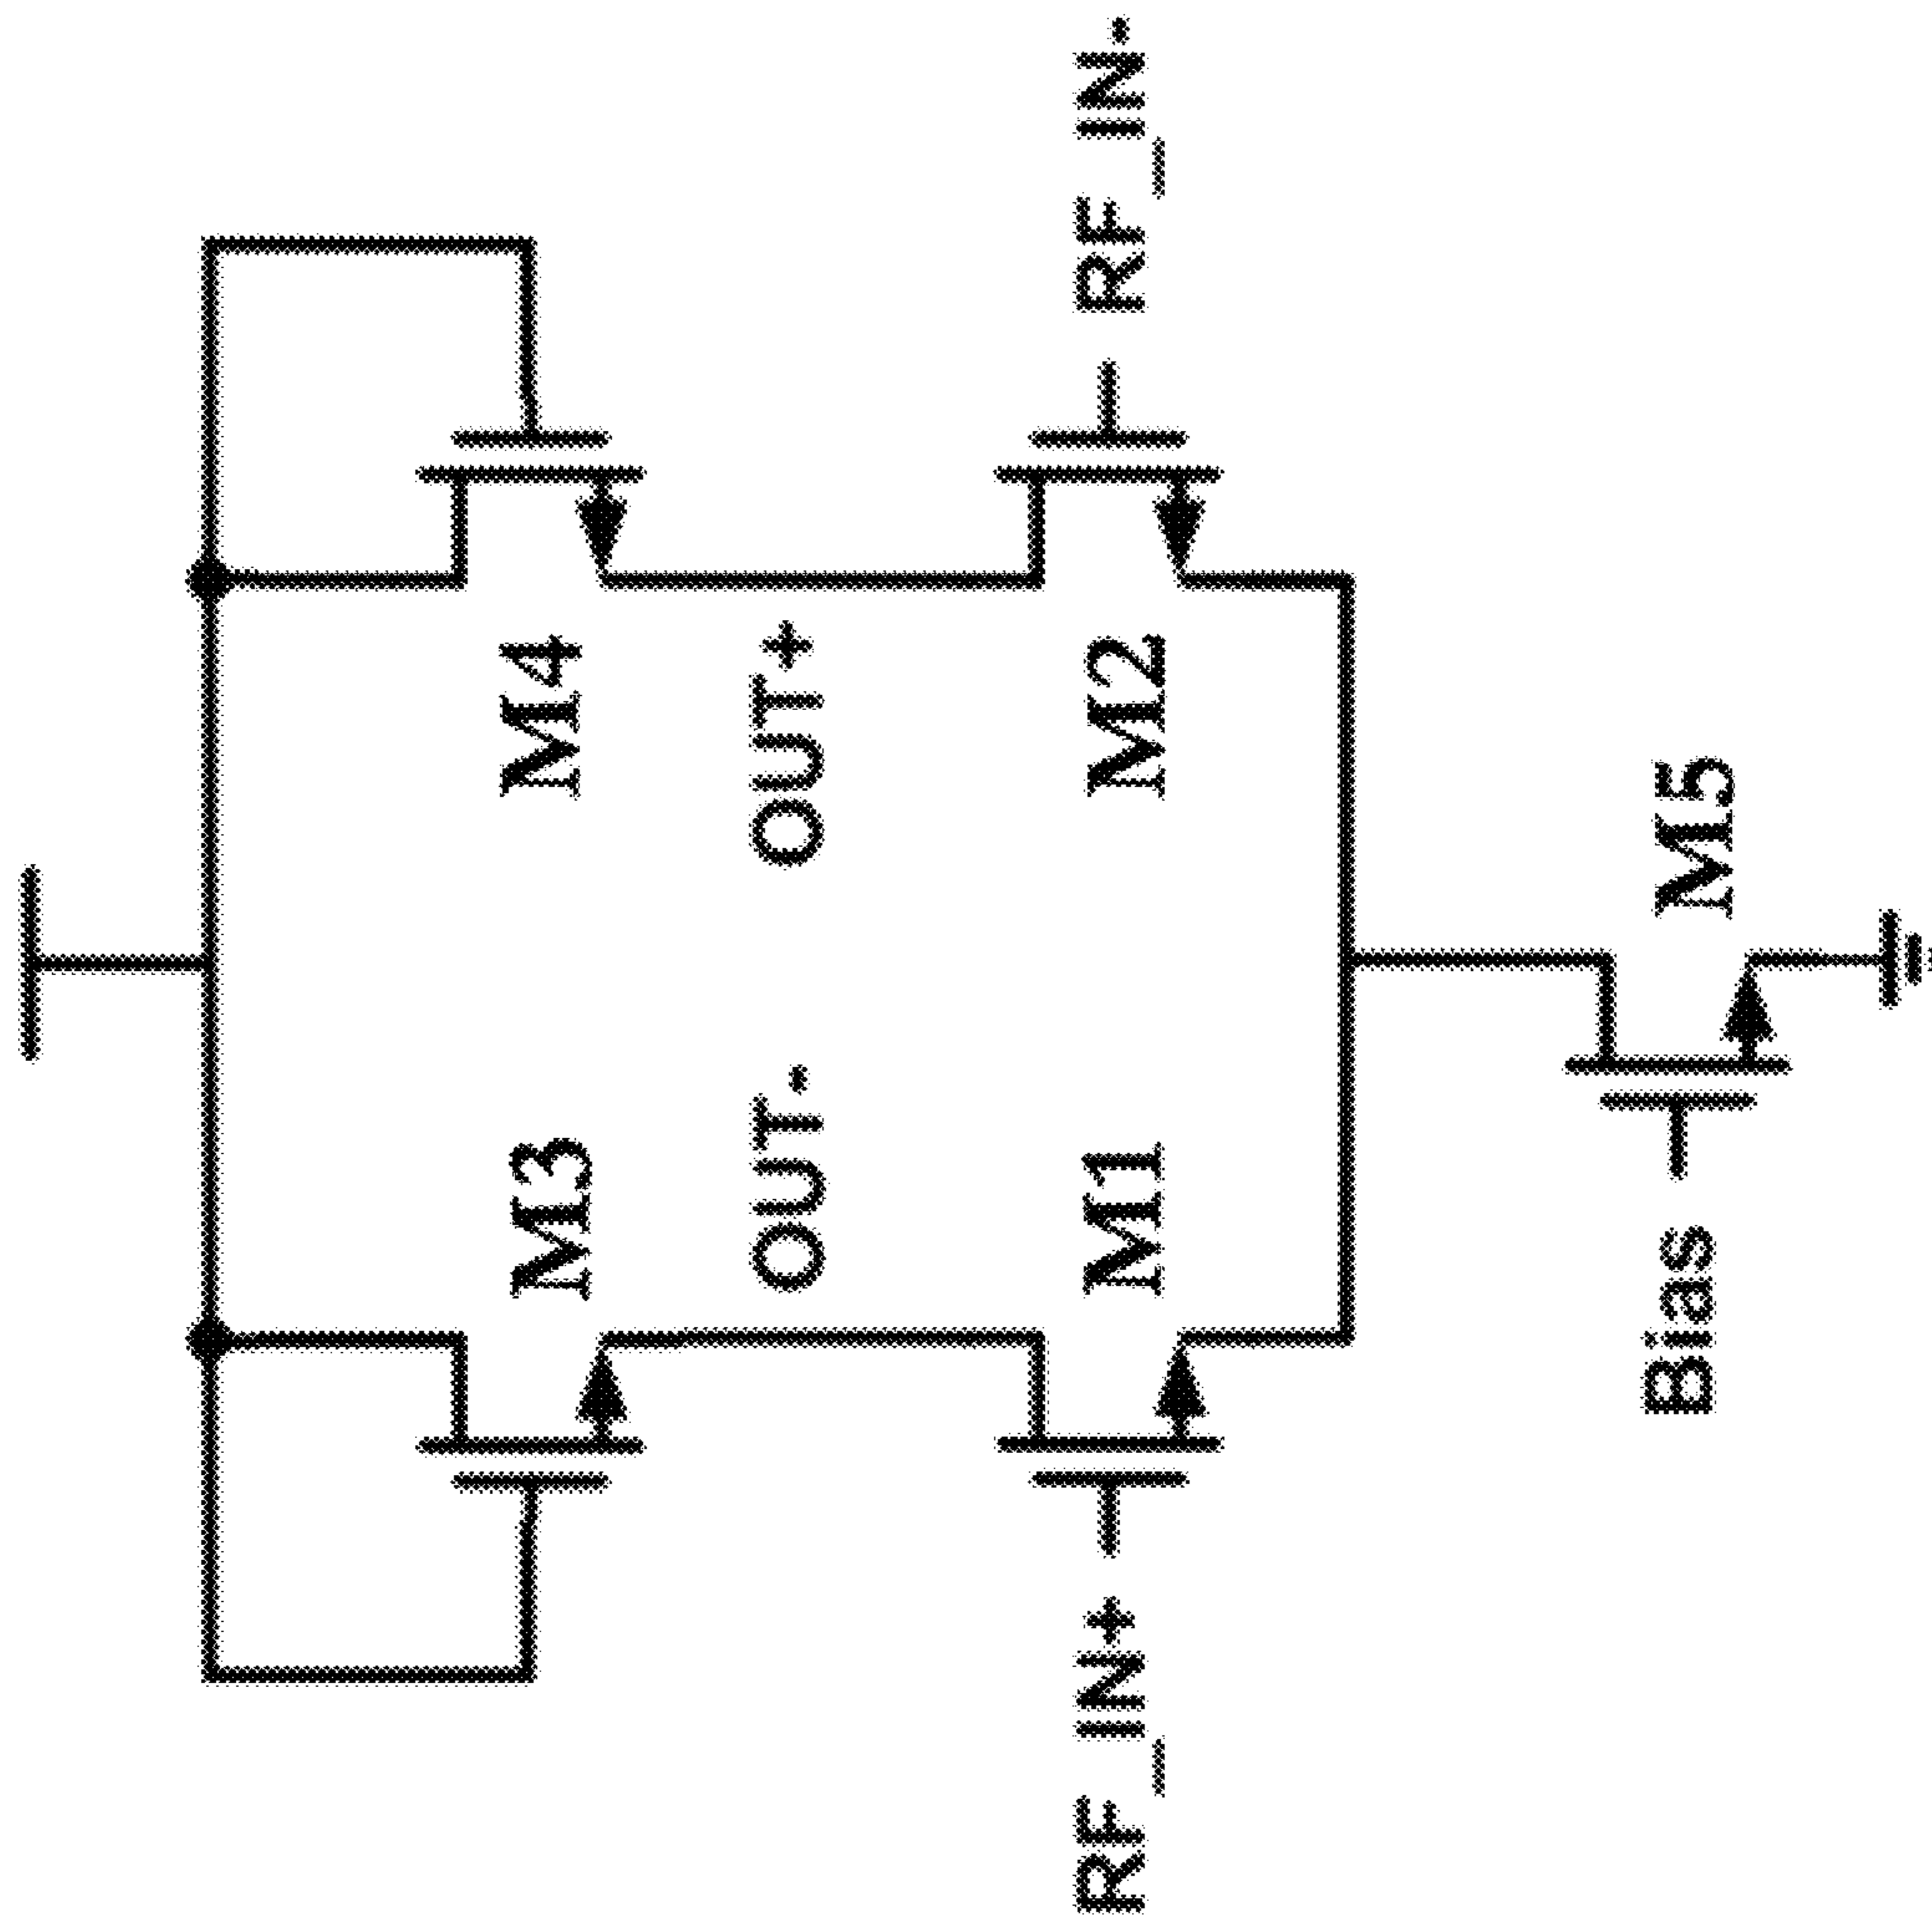 M3
M4
OUT-
OUT+
RF_IN+
M1
M2
RF_IN-
Bias
M5